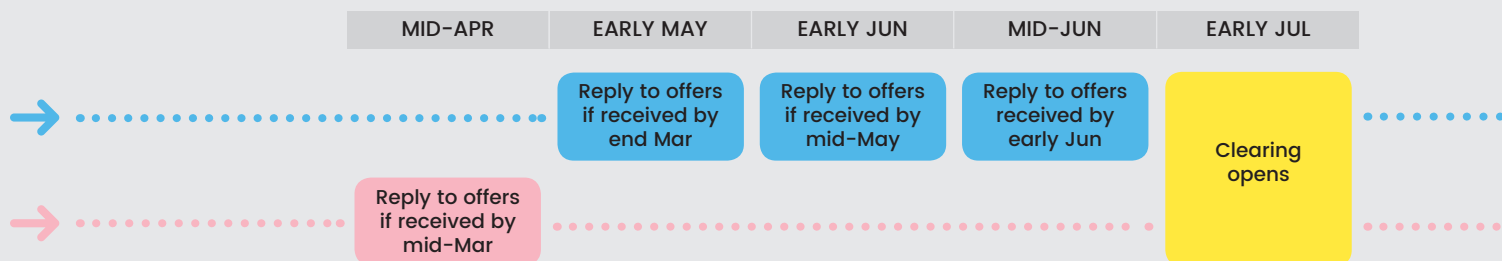 MID-APR
EARLY MAY
EARLY JUN
MID-JUN
EARLY JUL
Reply to offers
if received by
end Mar
Reply to offers
if received by
mid-May
Reply to offers
received by
early Jun
Clearing
opens
Reply to offers
if received by
mid-Mar